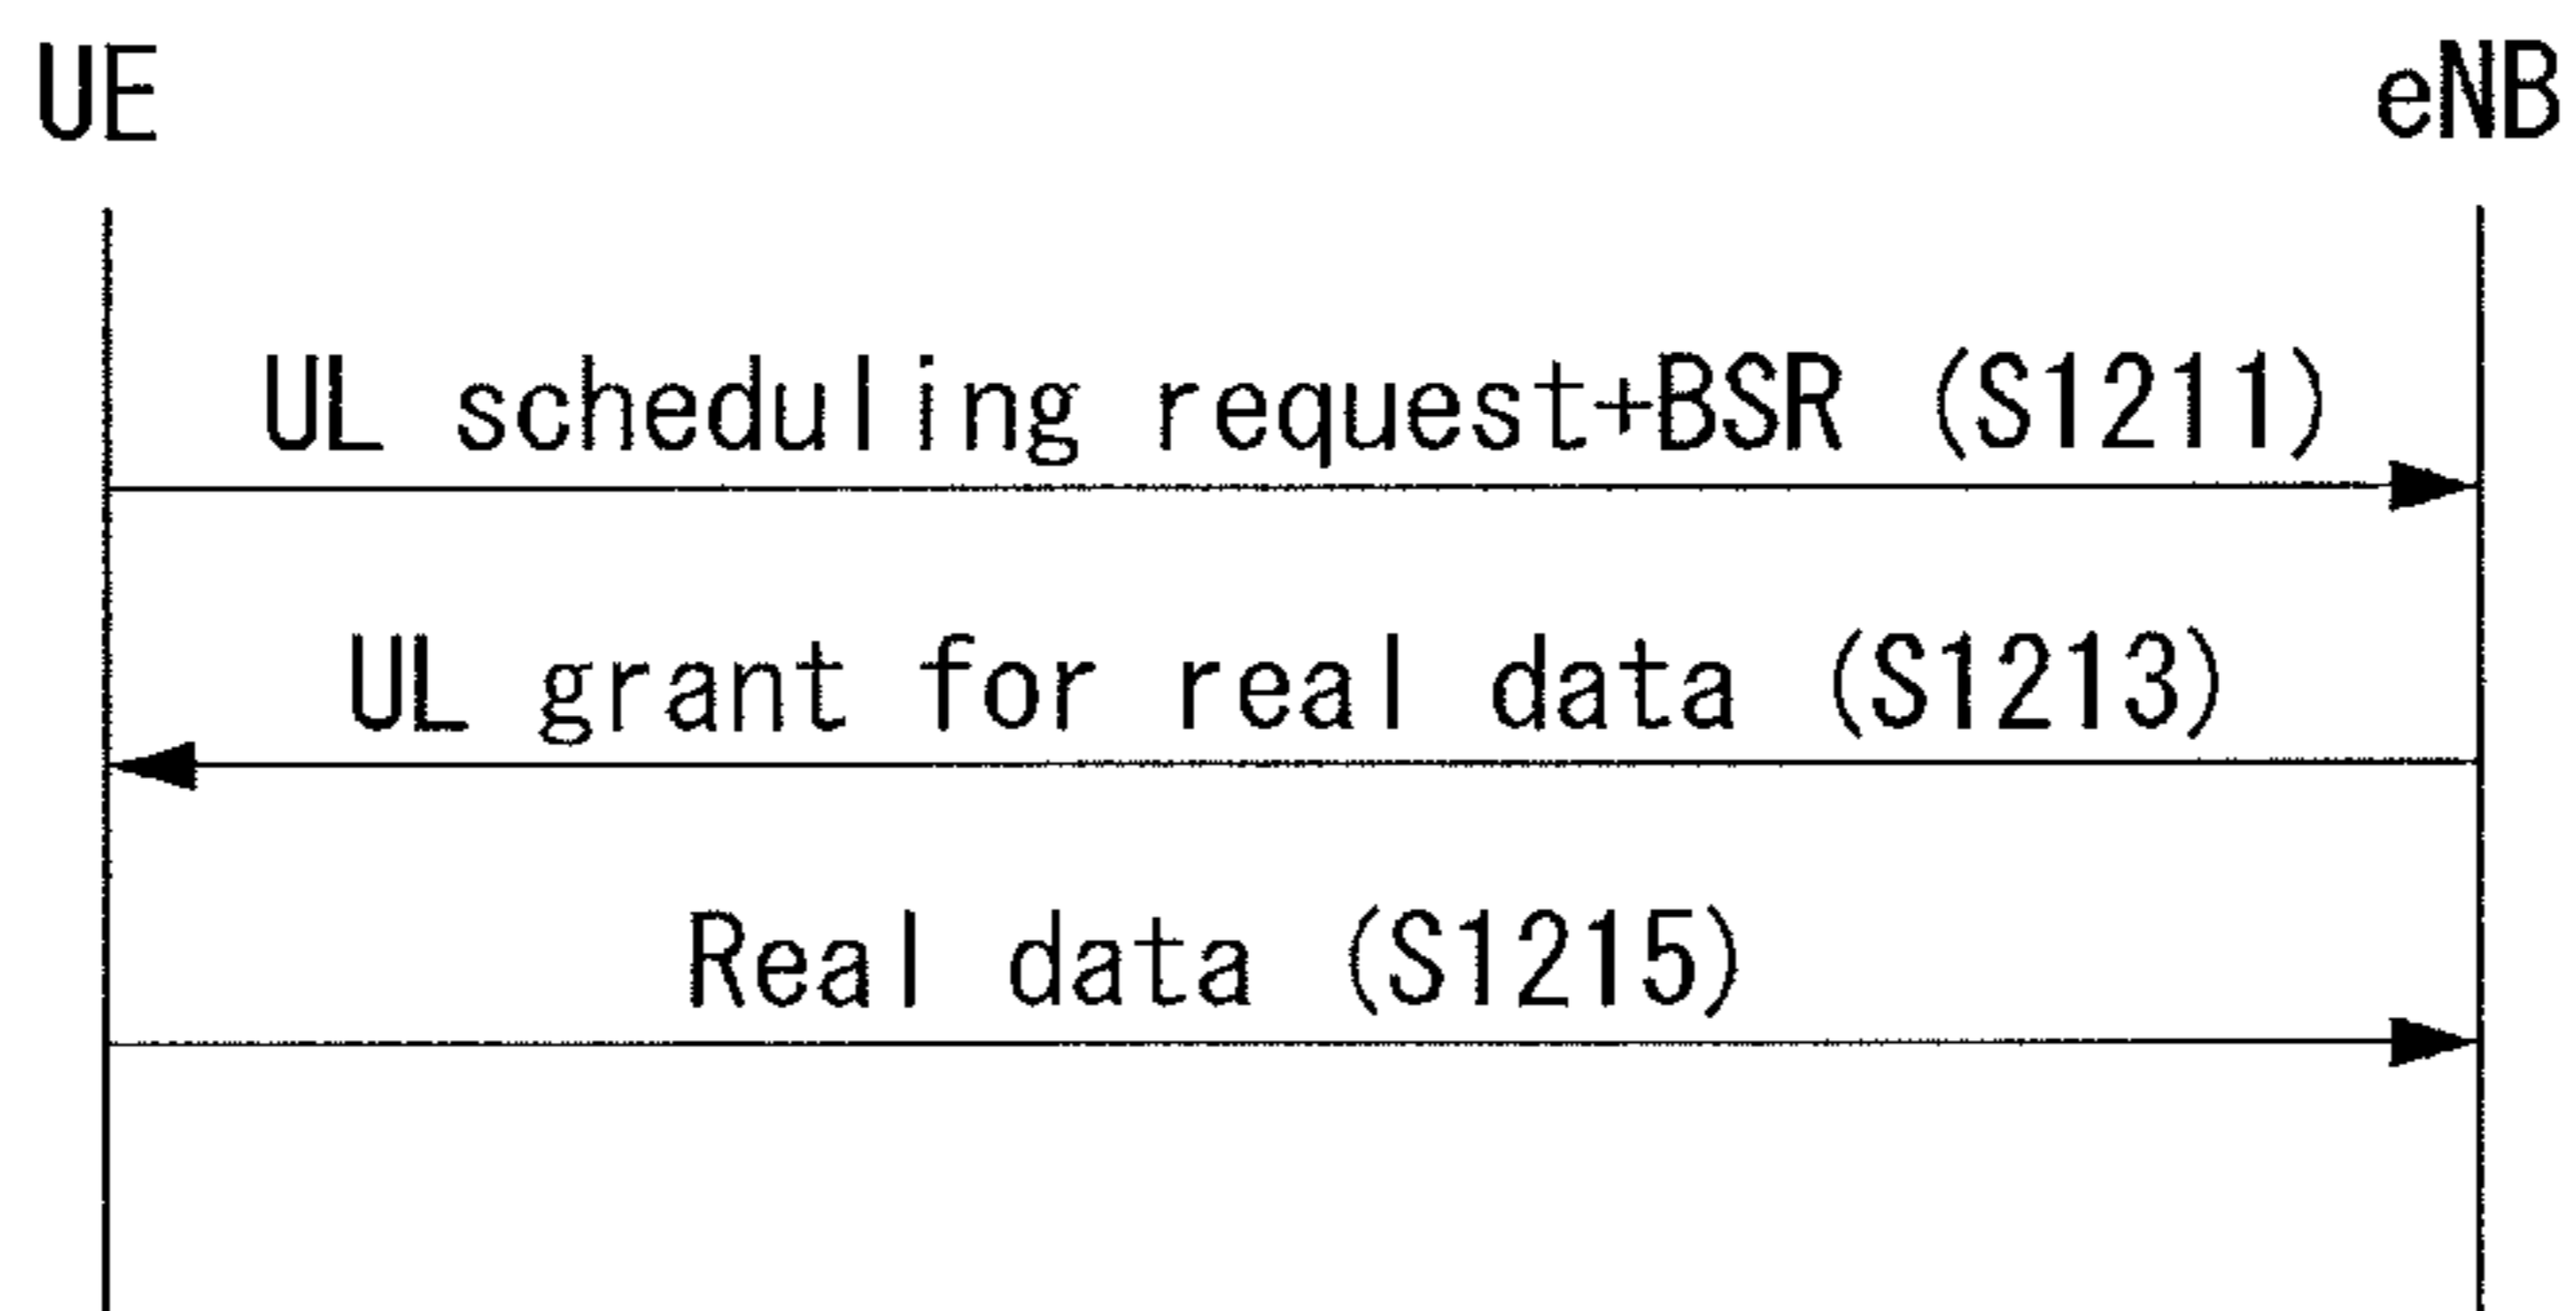 UE eNB
UL scheduling request+BSR (S1211)
UL grant for real data (S1213)
Real data (S1215)